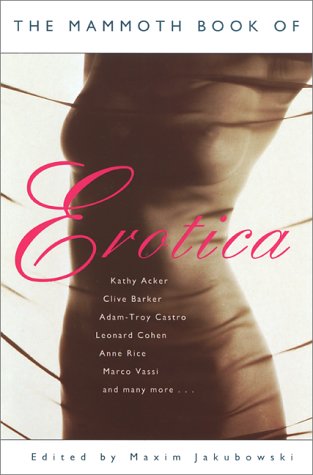 THE MAMMOTH BOOK OF
Erotica
Kathy Acker
Clive Barker
Adam-Troy Castro
Leonard Cohen
Anne Rice
Marco Vassi
and many more . . .
Edited by Maxim Jakubowski